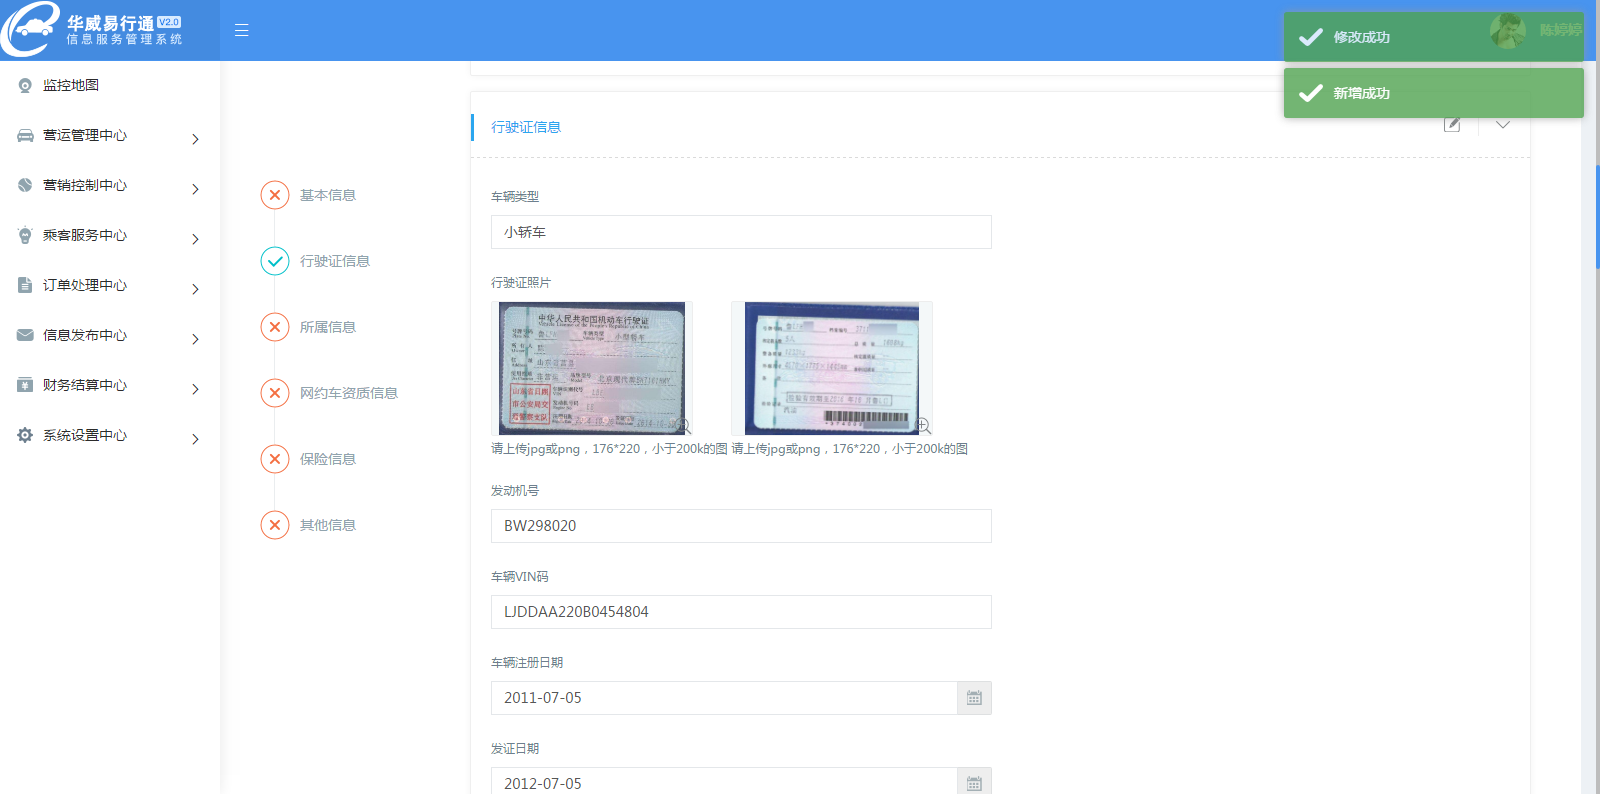 华威易行通 V2.0
信息服务管理系统
陈婷婷
修改成功
新增成功
监控地图
营运管理中心
营销控制中心
乘客服务中心
订单处理中心
信息发布中心
财务结算中心
系统设置中心
基本信息
行驶证信息
所属信息
网约车资质信息
保险信息
其他信息
行驶证信息
车辆类型
小轿车
行驶证照片
中华人民共和国机动车行驶证
请上传jpg或png，176*220，小于200k的图
请上传jpg或png，176*220，小于200k的图
发动机号
BW298020
车辆VIN码
LJDDAA220B0454804
车辆注册日期
2011-07-05
发证日期
2012-07-05